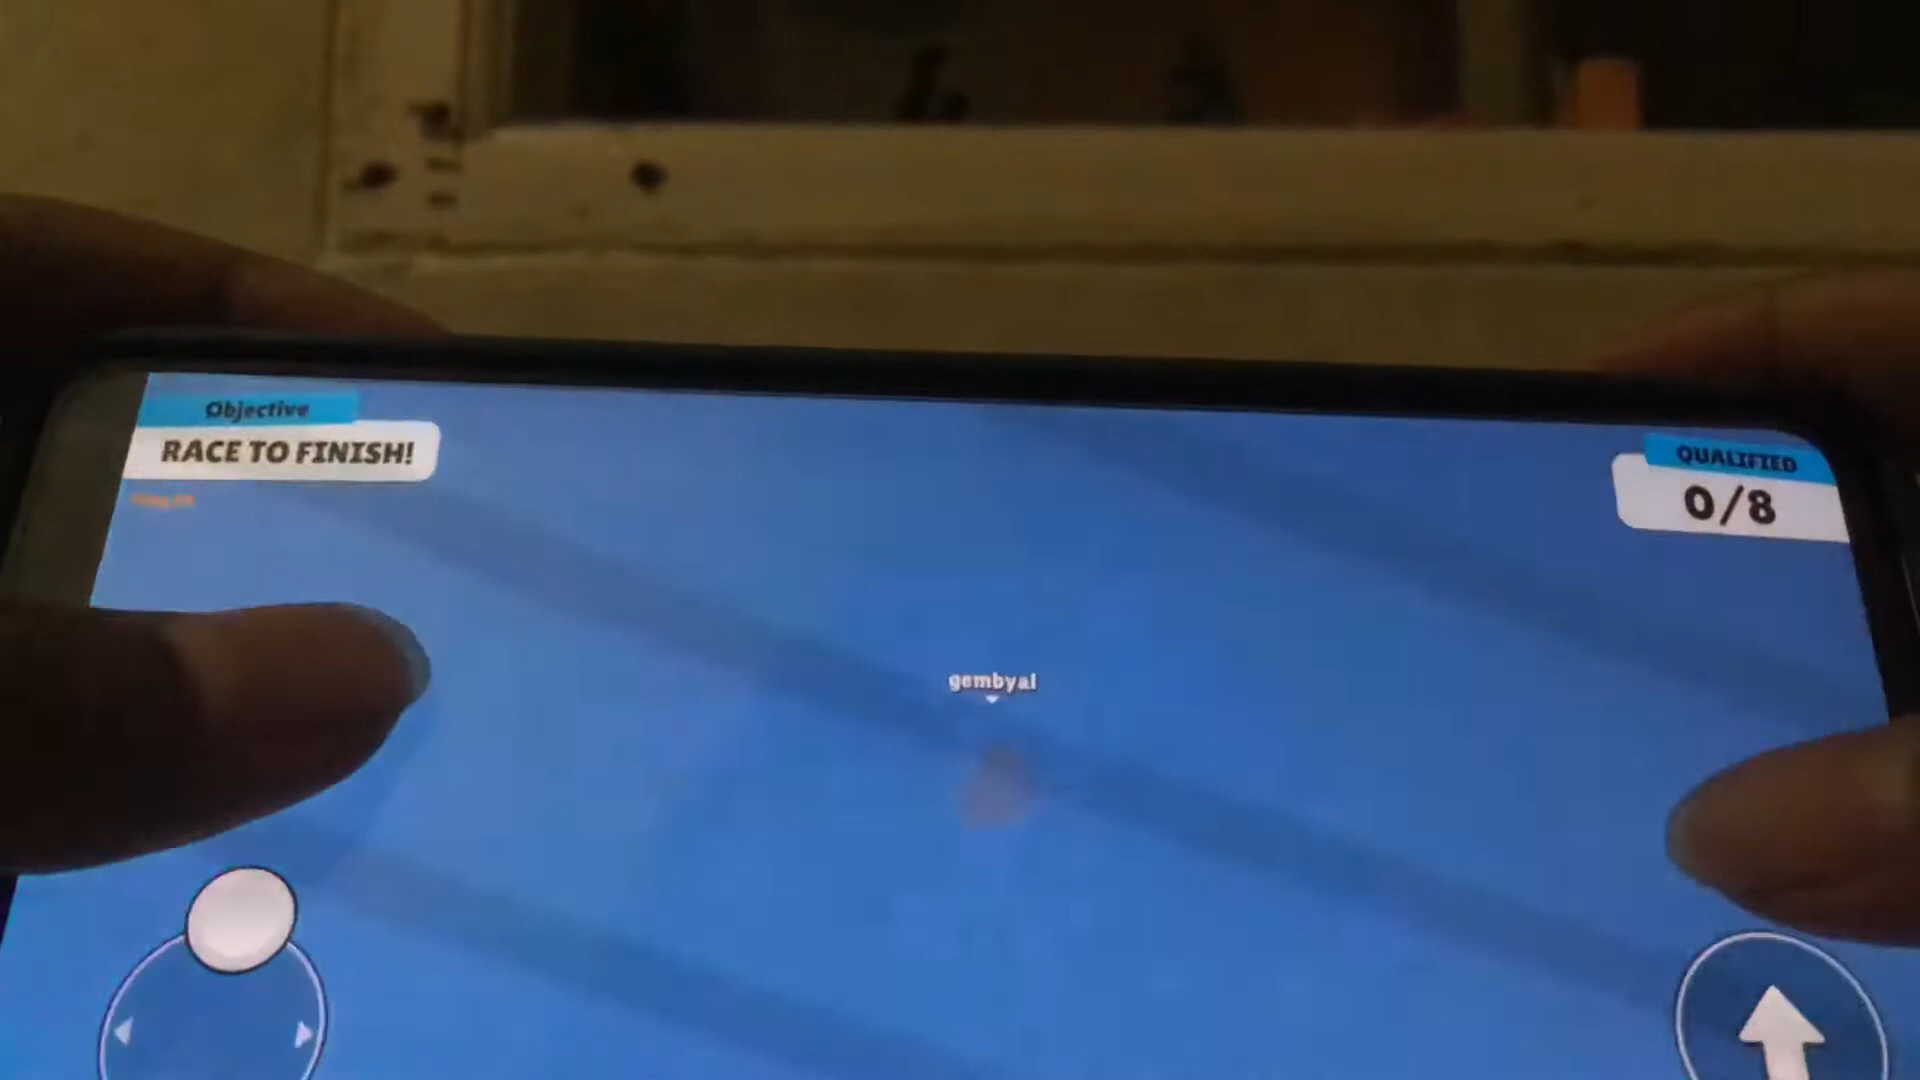 Objective
RACE TO FINISH!
QUALIFIED
0/8
gembyal